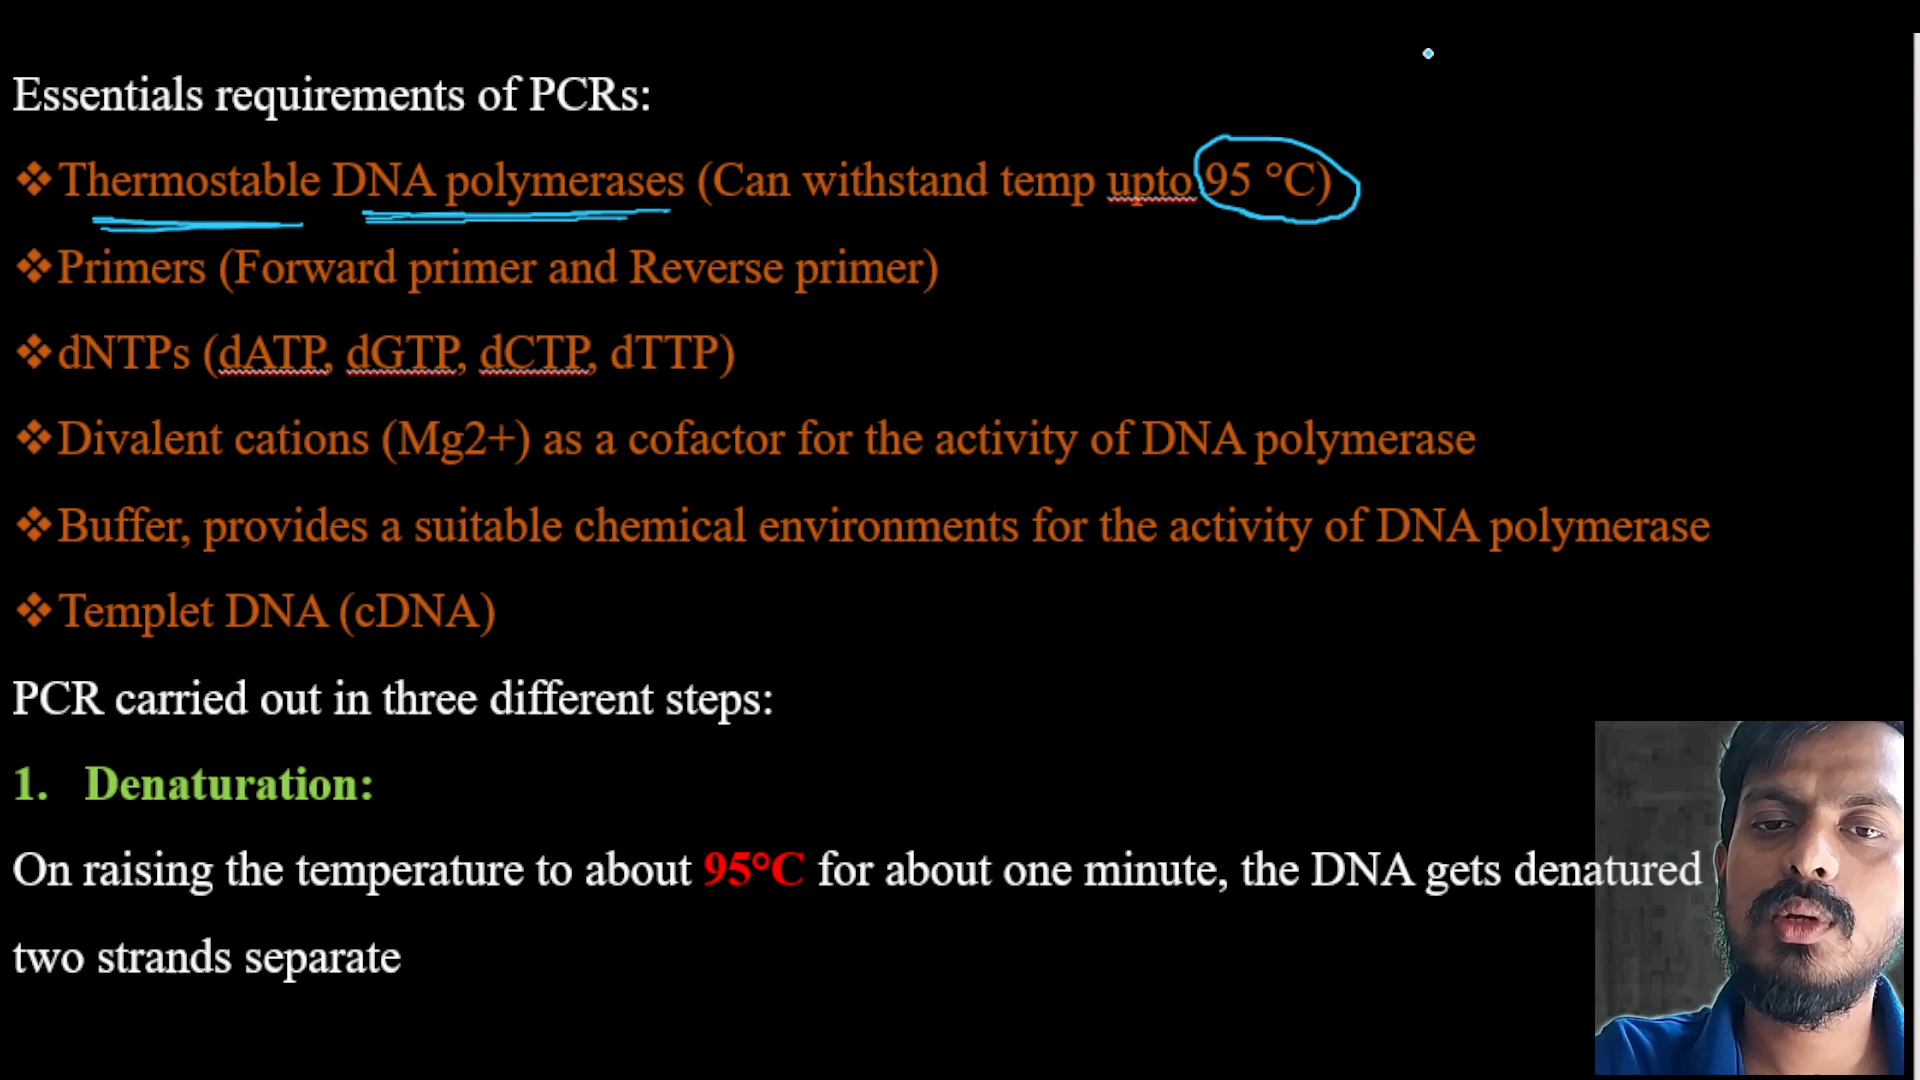 Essentials requirements of PCRs:
❖Thermostable DNA polymerases (Can withstand temp upto 95 °C)
❖Primers (Forward primer and Reverse primer)
❖dNTPs (dATP, dGTP, dCTP, dTTP)
❖Divalent cations (Mg2+) as a cofactor for the activity of DNA polymerase
❖Buffer, provides a suitable chemical environments for the activity of DNA polymerase
❖Templet DNA (cDNA)
PCR carried out in three different steps:
1. Denaturation:
On raising the temperature to about 95°C for about one minute, the DNA gets denatured
two strands separate